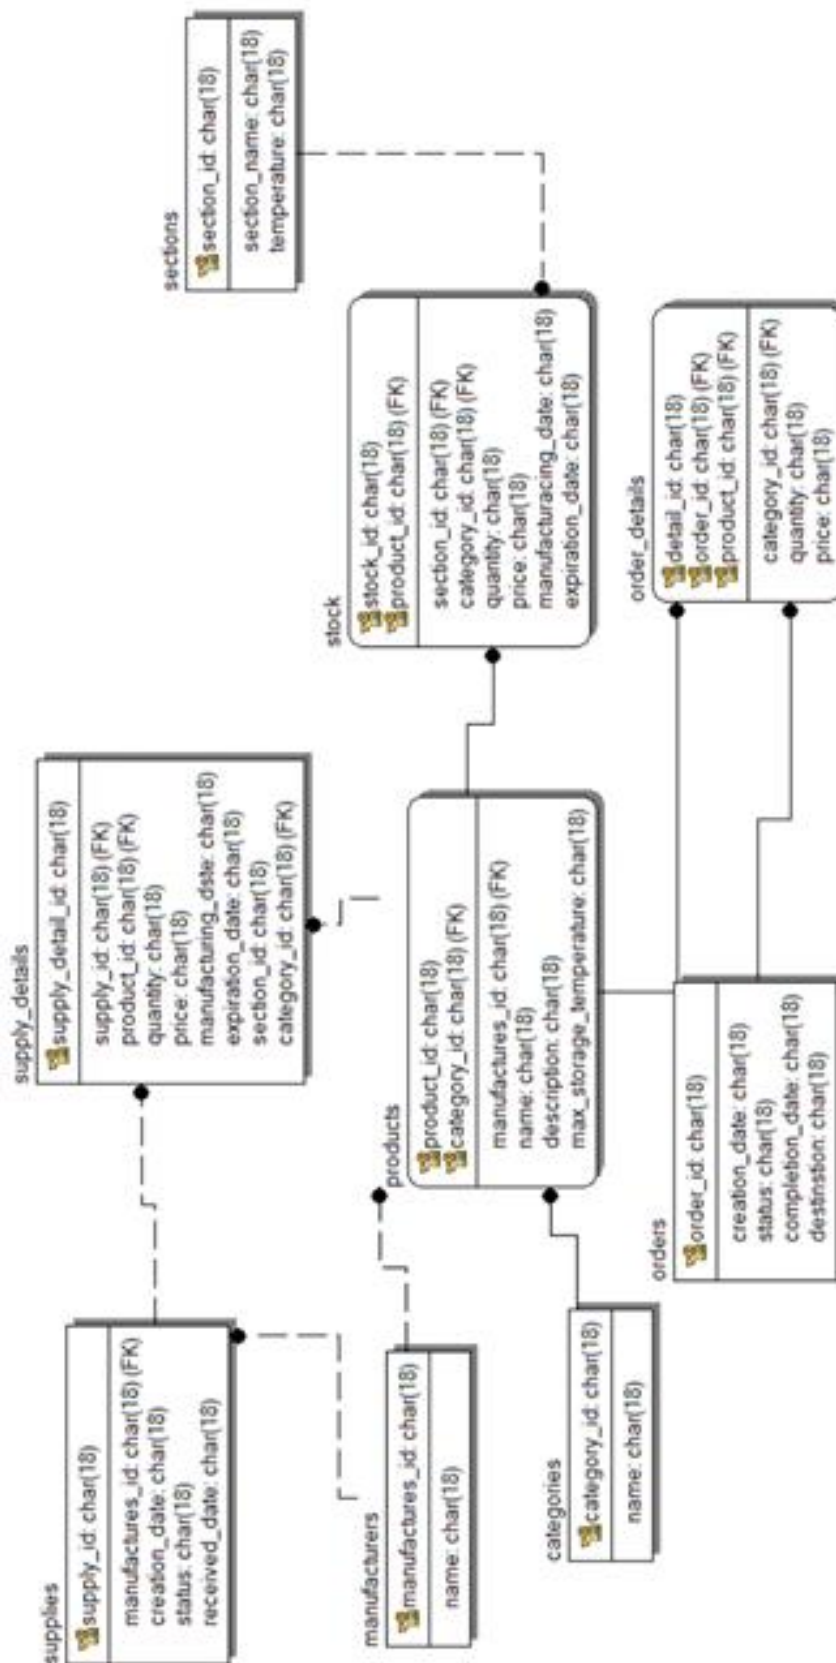 supplies
supply_id: char(18)
manufactures_id: char(18) (FK)
creation_date: char(18)
status: char(18)
received_date: char(18)
supply_details
supply_detail_id: char(18)
supply_id: char(18) (FK)
product_id: char(18) (FK)
quantity: char(18)
price: char(18)
manufacturing_dste: char(18)
expiration_date: char(18)
section_id: char(18)
category_id: char(18) (FK)
sections
section_id: char(18)
section_name: char(18)
temperature: char(18)
manufacturers
manufactures_id: char(18)
name: char(18)
products
product_id: char(18)
category_id: char(18) (FK)
manufactures_id: char(18) (FK)
name: char(18)
description: char(18)
max_storage_temperature: char(18)
stock
stock_id: char(18)
product_id: char(18) (FK)
section_id: char(18) (FK)
category_id: char(18) (FK)
quantity: char(18)
price: char(18)
manufacturacing_date: char(18)
expiration_date: char(18)
categories
category_id: char(18)
name: char(18)
orders
order_id: char(18)
creation_date: char(18)
status: char(18)
completion_date: char(18)
destinstion: char(18)
order_details
detail_id: char(18)
order_id: char(18) (FK)
product_id: char(18) (FK)
category_id: char(18) (FK)
quantity: char(18)
price: char(18)